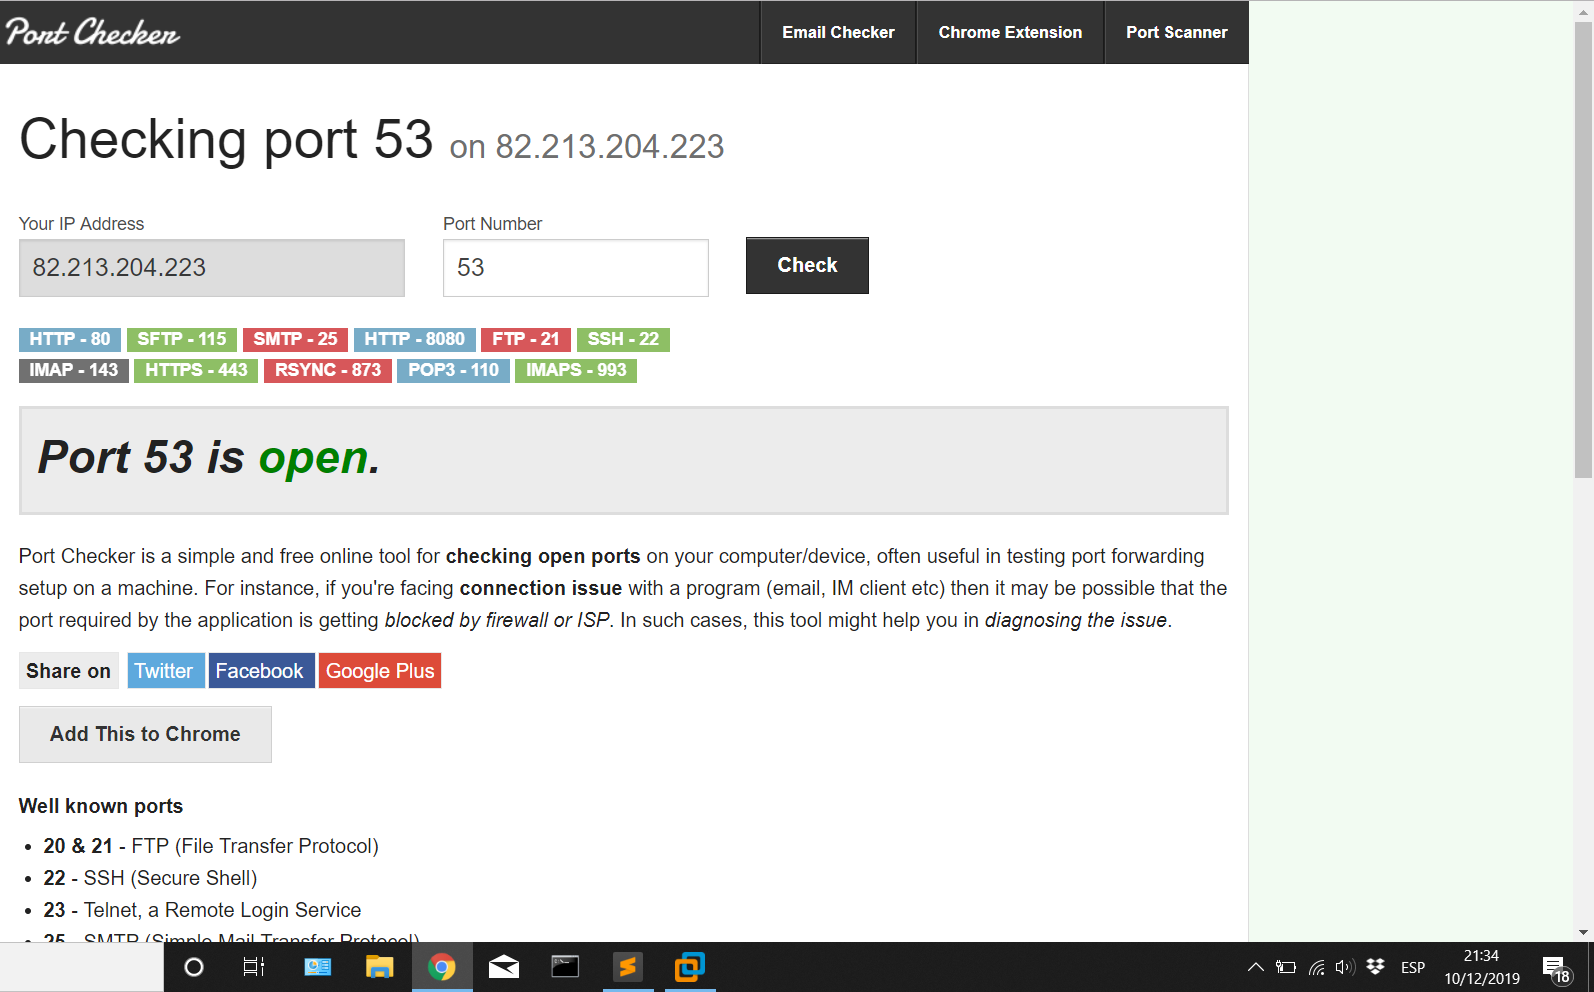 Port Checker
Email Checker
Chrome Extension
Port Scanner
Checking port 53 on 82.213.204.223
Your IP Address
Port Number
82.213.204.223
53
Check
HTTP - 80 SFTP - 115 SMTP - 25 HTTP - 8080 FTP - 21 SSH - 22
IMAP - 143 HTTPS - 443 RSYNC - 873 POP3 - 110 IMAPS - 993
Port 53 is open.
Port Checker is a simple and free online tool for checking open ports on your computer/device, often useful in testing port forwarding
setup on a machine. For instance, if you're facing connection issue with a program (email, IM client etc) then it may be possible that the
port required by the application is getting blocked by firewall or ISP. In such cases, this tool might help you in diagnosing the issue.
Share on Twitter Facebook Google Plus
Add This to Chrome
Well known ports
• 20 & 21 - FTP (File Transfer Protocol)
• 22 - SSH (Secure Shell)
• 23 - Telnet, a Remote Login Service
• 25 - SMTP (Simple Mail Transfer Protocol)
ESP
21:34
10/12/2019
18